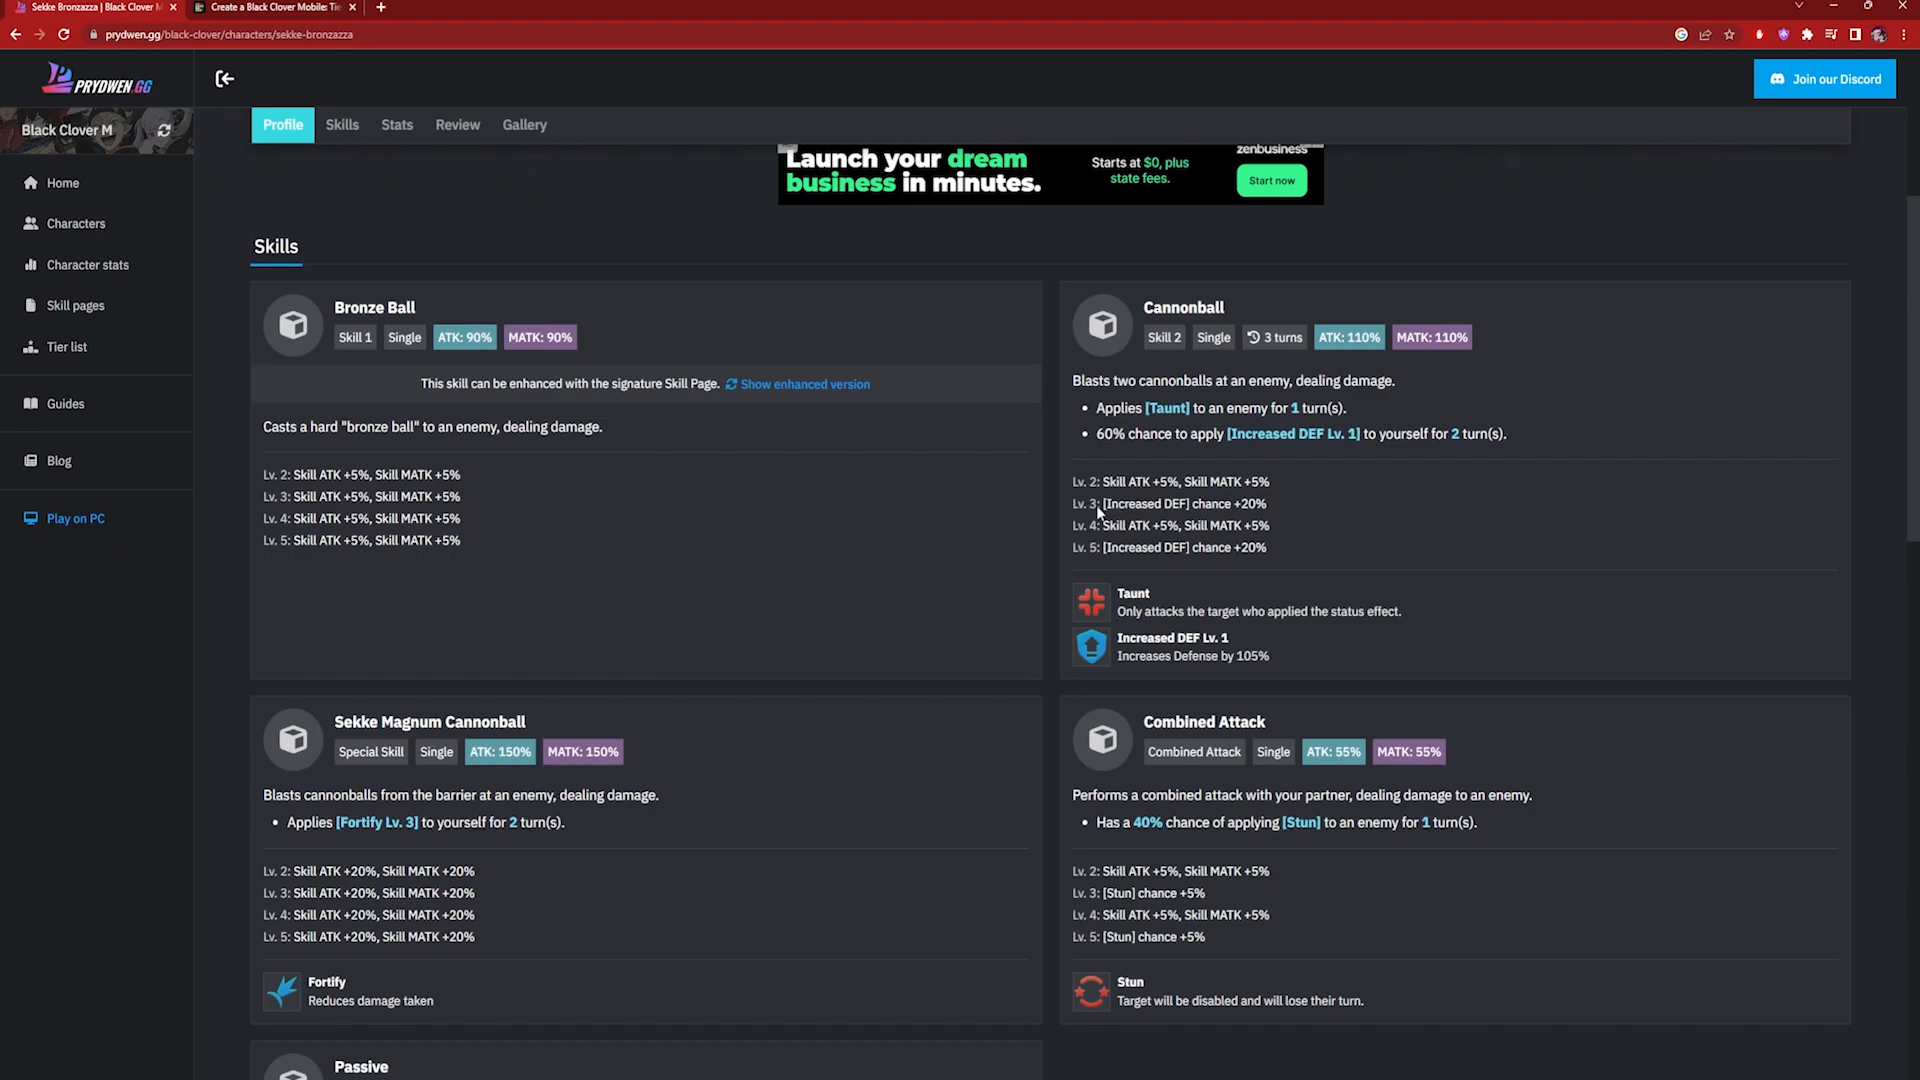 Sekke Bronzazza | Black Clover M
Create a Black Clover Mobile: Tie
prydwen.gg/black-clover/characters/sekke-bronzazza
PRYDWEN.GG
Join our Discord
Black Clover M
Home
Characters
Character stats
Skill pages
Tier list
Guides
Blog
Play on PC
Profile
Skills
Stats
Review
Gallery
Launch your dream
business in minutes.
Starts at $0, plus
state fees.
zenbusiness
Start now
Skills
Bronze Ball
Skill 1
Single
ATK: 90%
MATK: 90%
This skill can be enhanced with the signature Skill Page. Show enhanced version
Casts a hard "bronze ball" to an enemy, dealing damage.
Lv. 2: Skill ATK +5%, Skill MATK +5%
Lv. 3: Skill ATK +5%, Skill MATK +5%
Lv. 4: Skill ATK +5%, Skill MATK +5%
Lv. 5: Skill ATK +5%, Skill MATK +5%
Cannonball
Skill 2
Single
3 turns
ATK: 110%
MATK: 110%
Blasts two cannonballs at an enemy, dealing damage.
• Applies [Taunt] to an enemy for 1 turn(s).
• 60% chance to apply [Increased DEF Lv. 1] to yourself for 2 turn(s).
Lv. 2: Skill ATK +5%, Skill MATK +5%
Lv. 3: [Increased DEF] chance +20%
Lv. 4: Skill ATK +5%, Skill MATK +5%
Lv. 5: [Increased DEF] chance +20%
Taunt
Only attacks the target who applied the status effect.
Increased DEF Lv. 1
Increases Defense by 105%
Sekke Magnum Cannonball
Special Skill
Single
ATK: 150%
MATK: 150%
Blasts cannonballs from the barrier at an enemy, dealing damage.
• Applies [Fortify Lv. 3] to yourself for 2 turn(s).
Lv. 2: Skill ATK +20%, Skill MATK +20%
Lv. 3: Skill ATK +20%, Skill MATK +20%
Lv. 4: Skill ATK +20%, Skill MATK +20%
Lv. 5: Skill ATK +20%, Skill MATK +20%
Fortify
Reduces damage taken
Combined Attack
Combined Attack
Single
ATK: 55%
MATK: 55%
Performs a combined attack with your partner, dealing damage to an enemy.
• Has a 40% chance of applying [Stun] to an enemy for 1 turn(s).
Lv. 2: Skill ATK +5%, Skill MATK +5%
Lv. 3: [Stun] chance +5%
Lv. 4: Skill ATK +5%, Skill MATK +5%
Lv. 5: [Stun] chance +5%
Stun
Target will be disabled and will lose their turn.
Passive